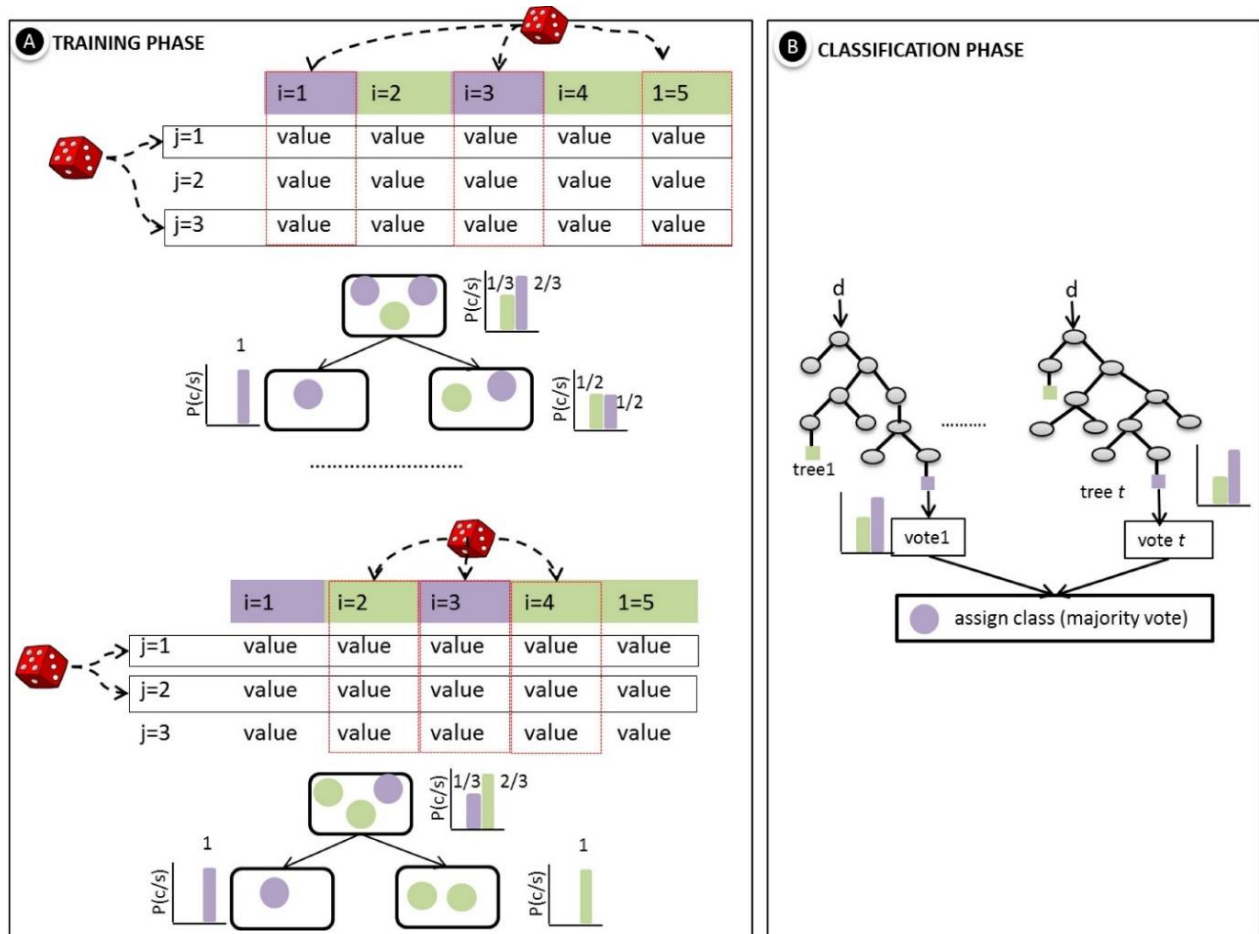 A TRAINING PHASE
i=1 i=2 i=3 i=4 1=5
j=1 value value value value value
j=2 value value value value value
j=3 value value value value value
P(c/s) 1/3 2/3
P(c/s) 1
P(c/s) 1/2 1/2
..........................
i=1 i=2 i=3 i=4 1=5
j=1 value value value value value
j=2 value value value value value
j=3 value value value value value
P(c/s) 1/3 2/3
P(c/s) 1
P(c/s) 1
B CLASSIFICATION PHASE
d d
..........
tree1 tree t
vote1 vote t
assign class (majority vote)